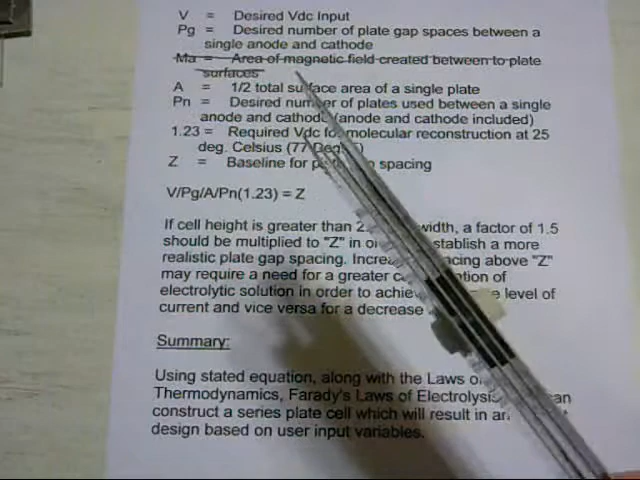 V = Desired Vdc Input
Pg = Desired number of plate gap spaces between a
single anode and cathode
Ma = Area of magnetic field created between to plate
surfaces
A = 1/2 total surface area of a single plate
Pn = Desired number of plates used between a single
anode and cathode (anode and cathode included)
1.23 = Required Vdc for molecular reconstruction at 25
deg. Celsius (77 Deg
Z = Baseline for spacing
V/Pg/A/Pn(1.23) = Z
If cell height is greater than 2. width, a factor of 1.5
should be multiplied to "Z" in establish a more
realistic plate gap spacing. above "Z"
may require a need for a greater of
electrolytic solution in order to level of
current and vice versa for a decrease
Summary:
Using stated equation, along with the Laws
Thermodynamics, Farady's Laws of Electrolysis,
construct a series plate cell which will result in
design based on user input variables.